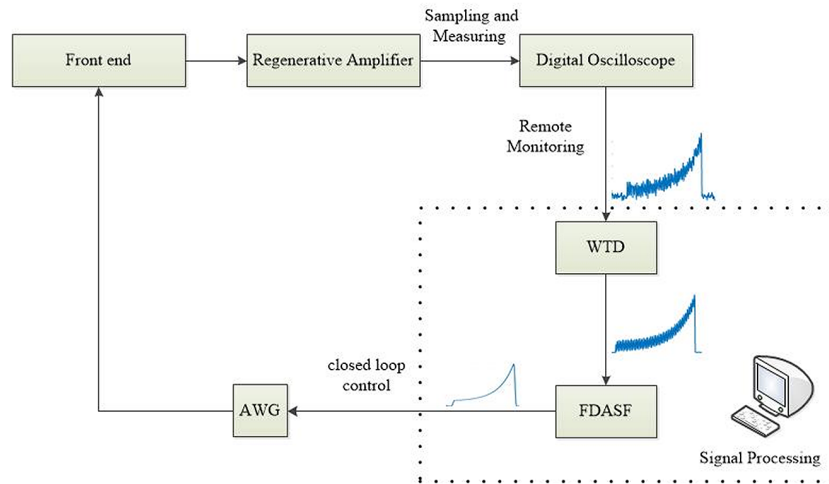 Sampling and
Measuring
Front end
Regenerative Amplifier
Digital Oscilloscope
Remote
Monitoring
WTD
closed loop
control
AWG
FDASF
Signal Processing